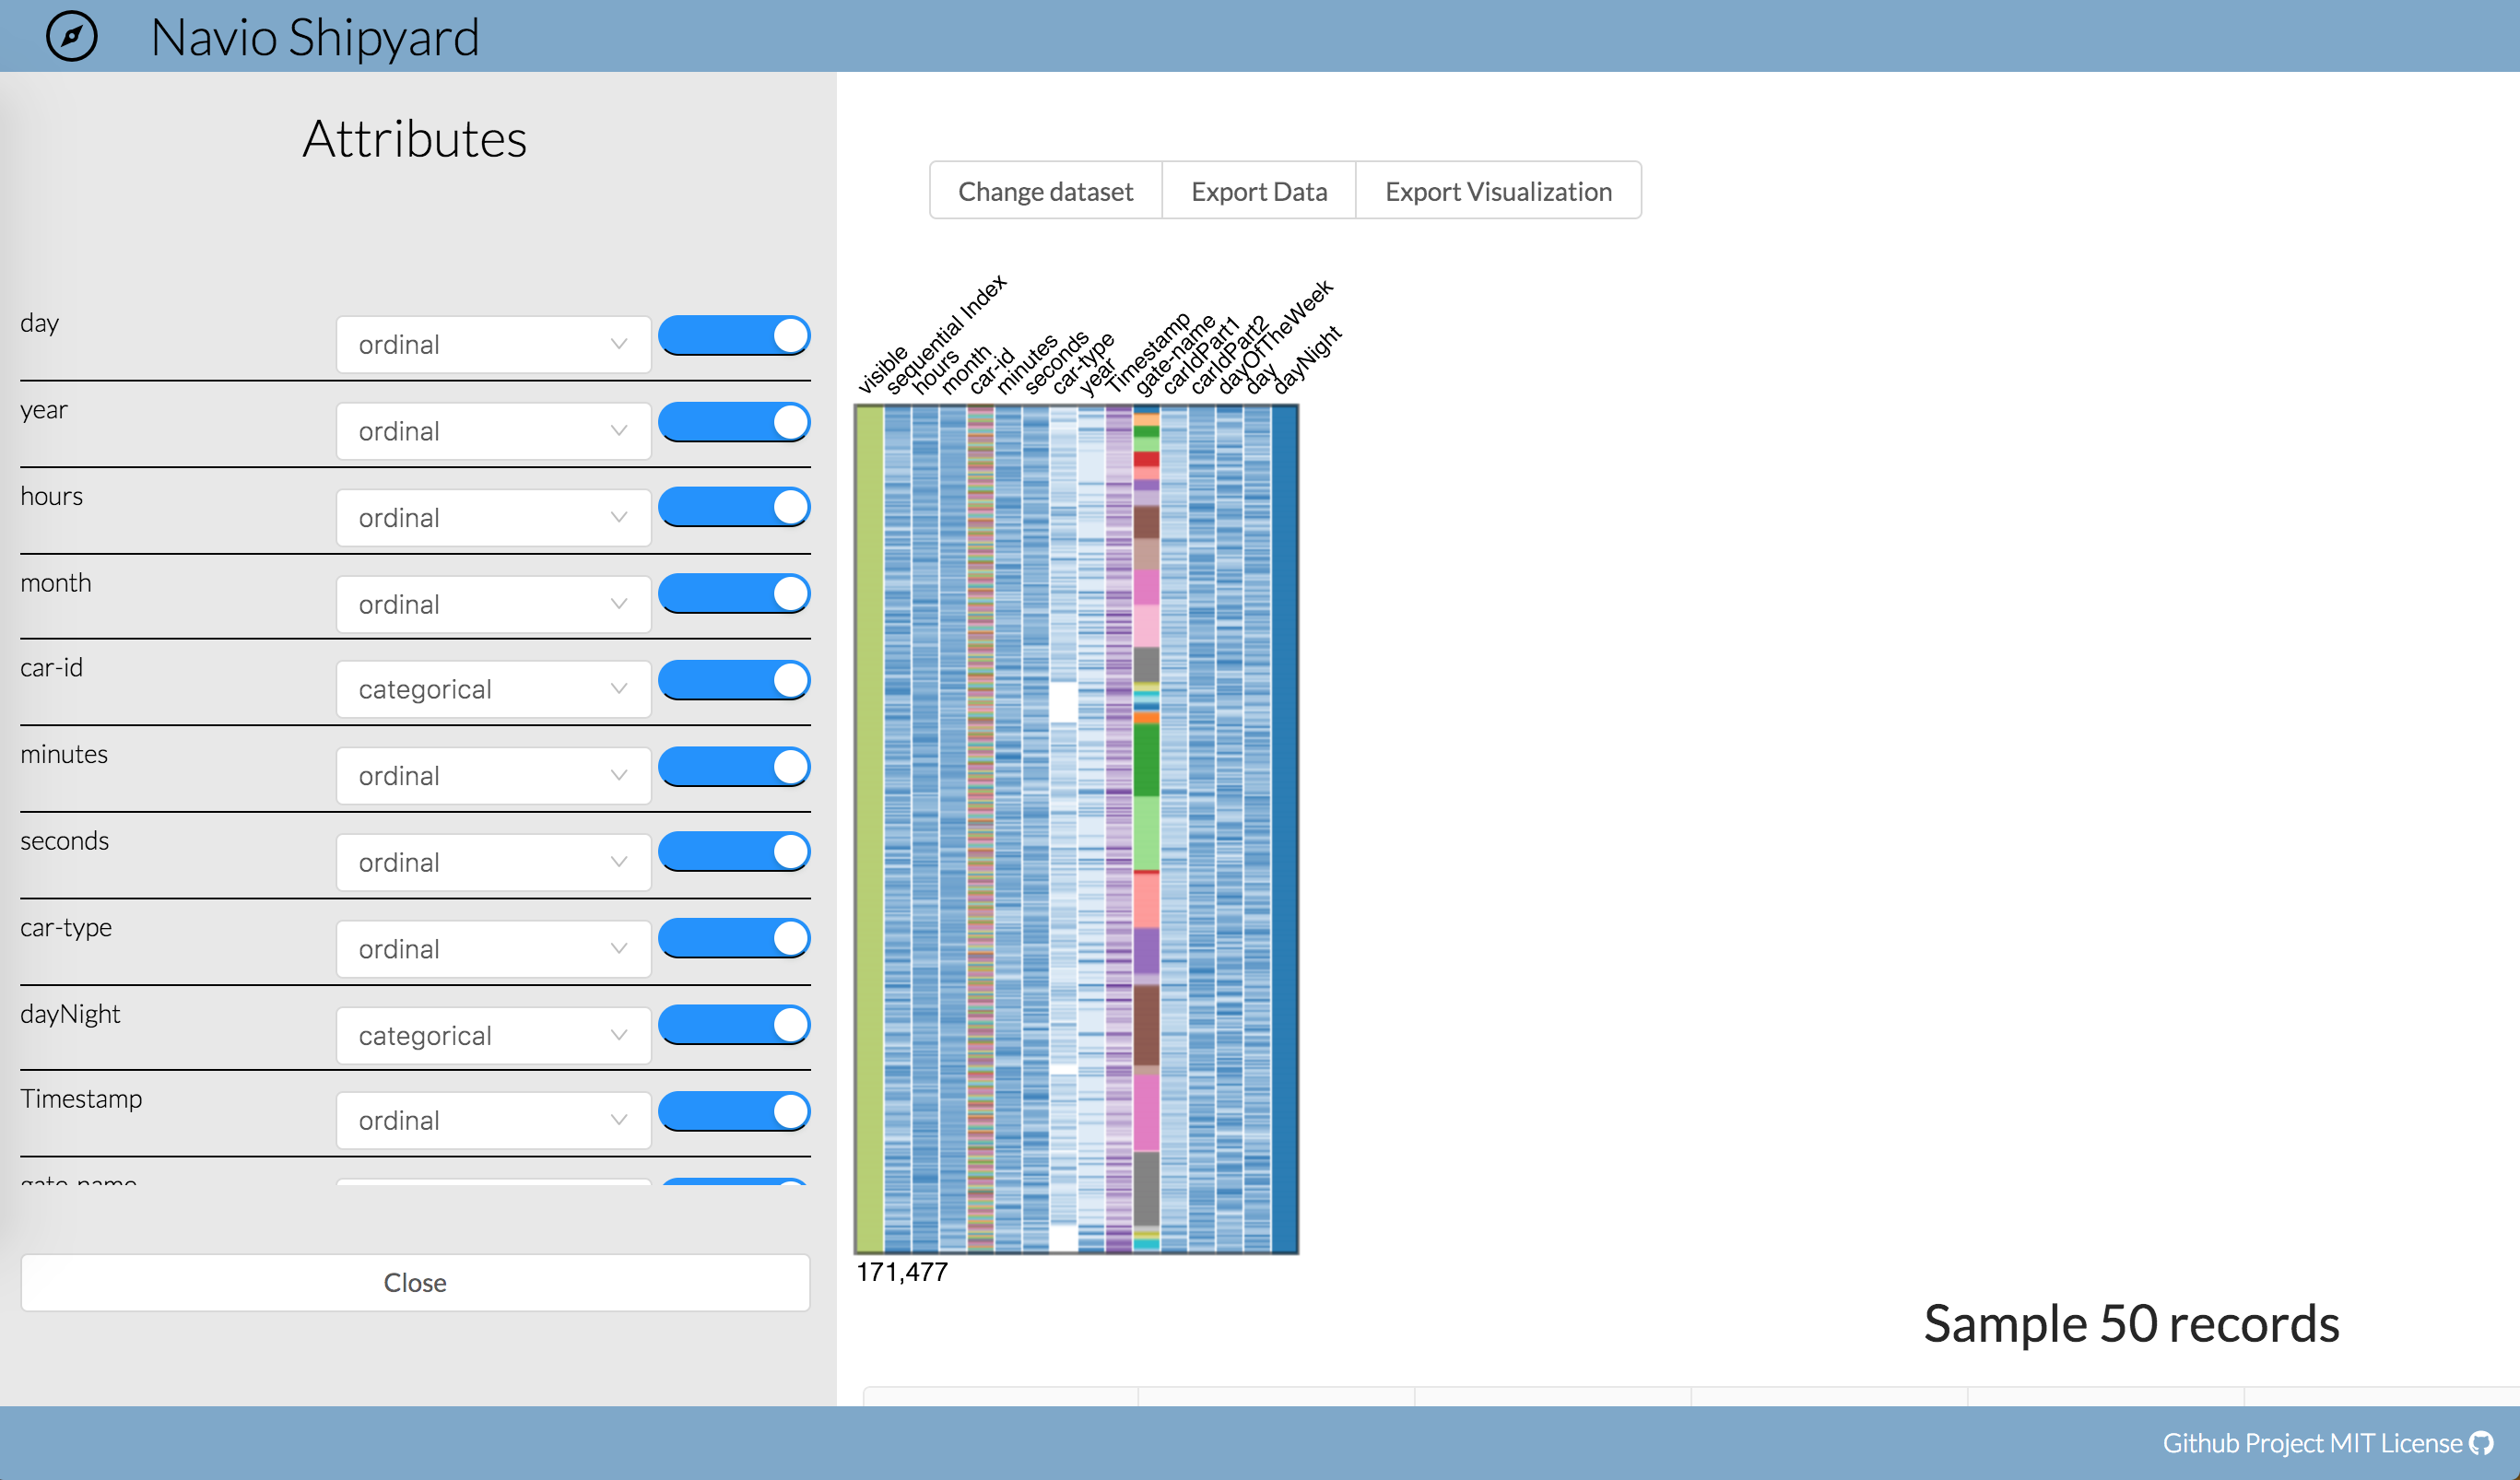 Navio Shipyard
Attributes
day
ordinal
year
ordinal
hours
ordinal
month
ordinal
car-id
categorical
minutes
ordinal
seconds
ordinal
car-type
ordinal
dayNight
categorical
Timestamp
ordinal
gate-name
Close
Change dataset
Export Data
Export Visualization
visible
sequential Index
hours
month
car-id
minutes
seconds
car-type
year
Timestamp
gate-name
carIdPart1
carIdPart2
dayOfTheWeek
day
dayNight
171,477
Sample 50 records
Github Project MIT License